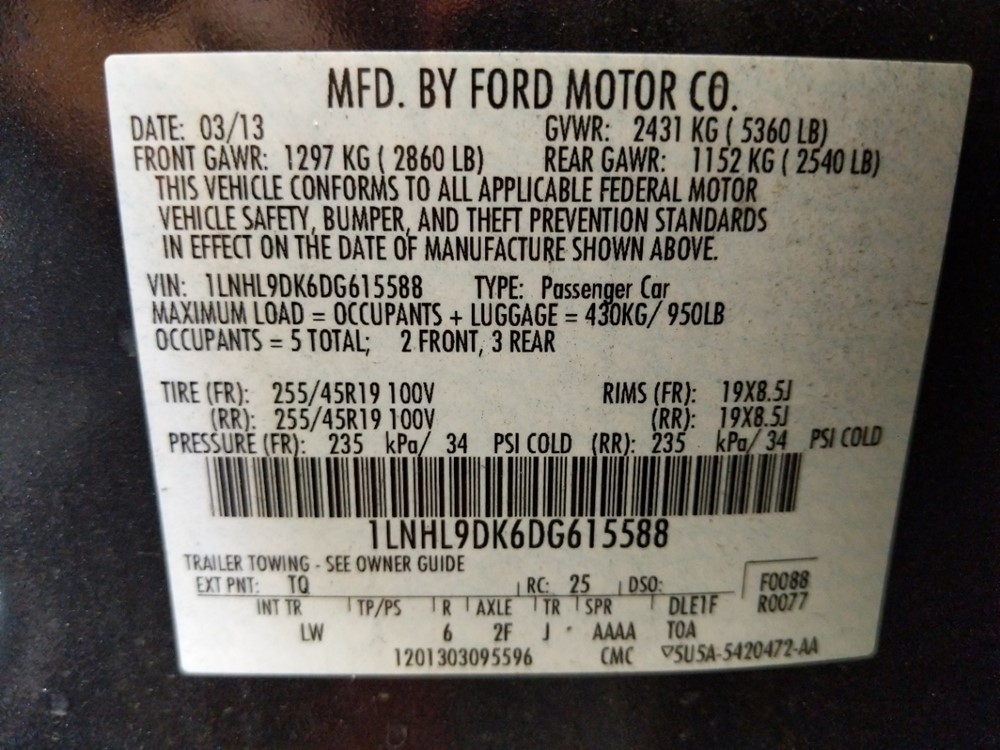 MFD. BY FORD MOTOR CO.
DATE: 03/13 GVWR: 2431 KG ( 5360 LB)
FRONT GAWR: 1297 KG ( 2860 LB) REAR GAWR: 1152 KG ( 2540 LB)
THIS VEHICLE CONFORMS TO ALL APPLICABLE FEDERAL MOTOR
VEHICLE SAFETY, BUMPER, AND THEFT PREVENTION STANDARDS
IN EFFECT ON THE DATE OF MANUFACTURE SHOWN ABOVE.
VIN: 1LNHL9DK6DG615588 TYPE: Passenger Car
MAXIMUM LOAD = OCCUPANTS + LUGGAGE = 430KG/ 950LB
OCCUPANTS = 5 TOTAL; 2 FRONT, 3 REAR
TIRE (FR): 255/45R19 100V RIMS (FR): 19X8.5J
(RR): 255/45R19 100V (RR): 19X8.5J
PRESSURE (FR): 235 kPa/ 34 PSI COLD (RR): 235 kPa/ 34 PSI COLD
1LNHL9DK6DG615588
TRAILER TOWING - SEE OWNER GUIDE
EXT PNT: TQ RC: 25 DSO: F0088
INT TR TP/PS R AXLE TR SPR DLE1F R0077
LW 6 2F J AAAA TOA
1201303095596 CMC ▽5U5A-5420472-AA